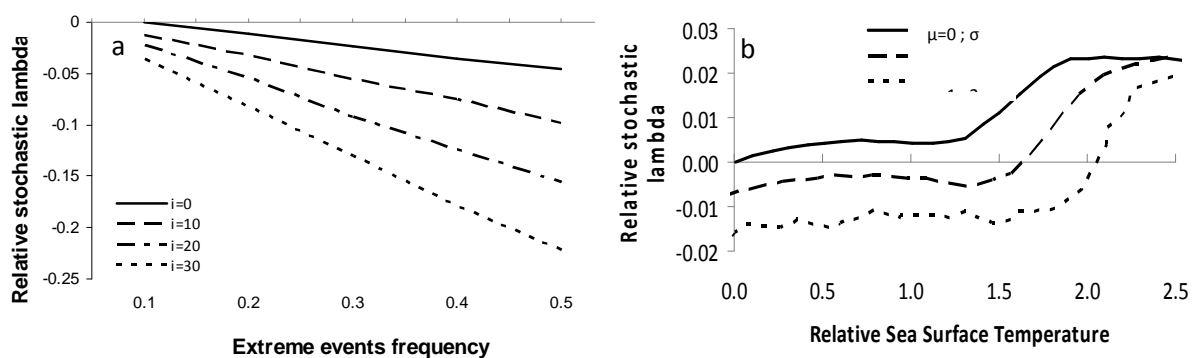 a
Relative stochastic lambda
0
-0.05
-0.1
-0.15
-0.2
-0.25
i=0
i=10
i=20
i=30
0.1 0.2 0.3 0.4 0.5
Extreme events frequency
b
μ=0 ; σ
Relative stochastic
lambda
0.03
0.02
0.01
0.00
-0.01
-0.02
0.0 0.5 1.0 1.5 2.0 2.5
Relative Sea Surface Temperature